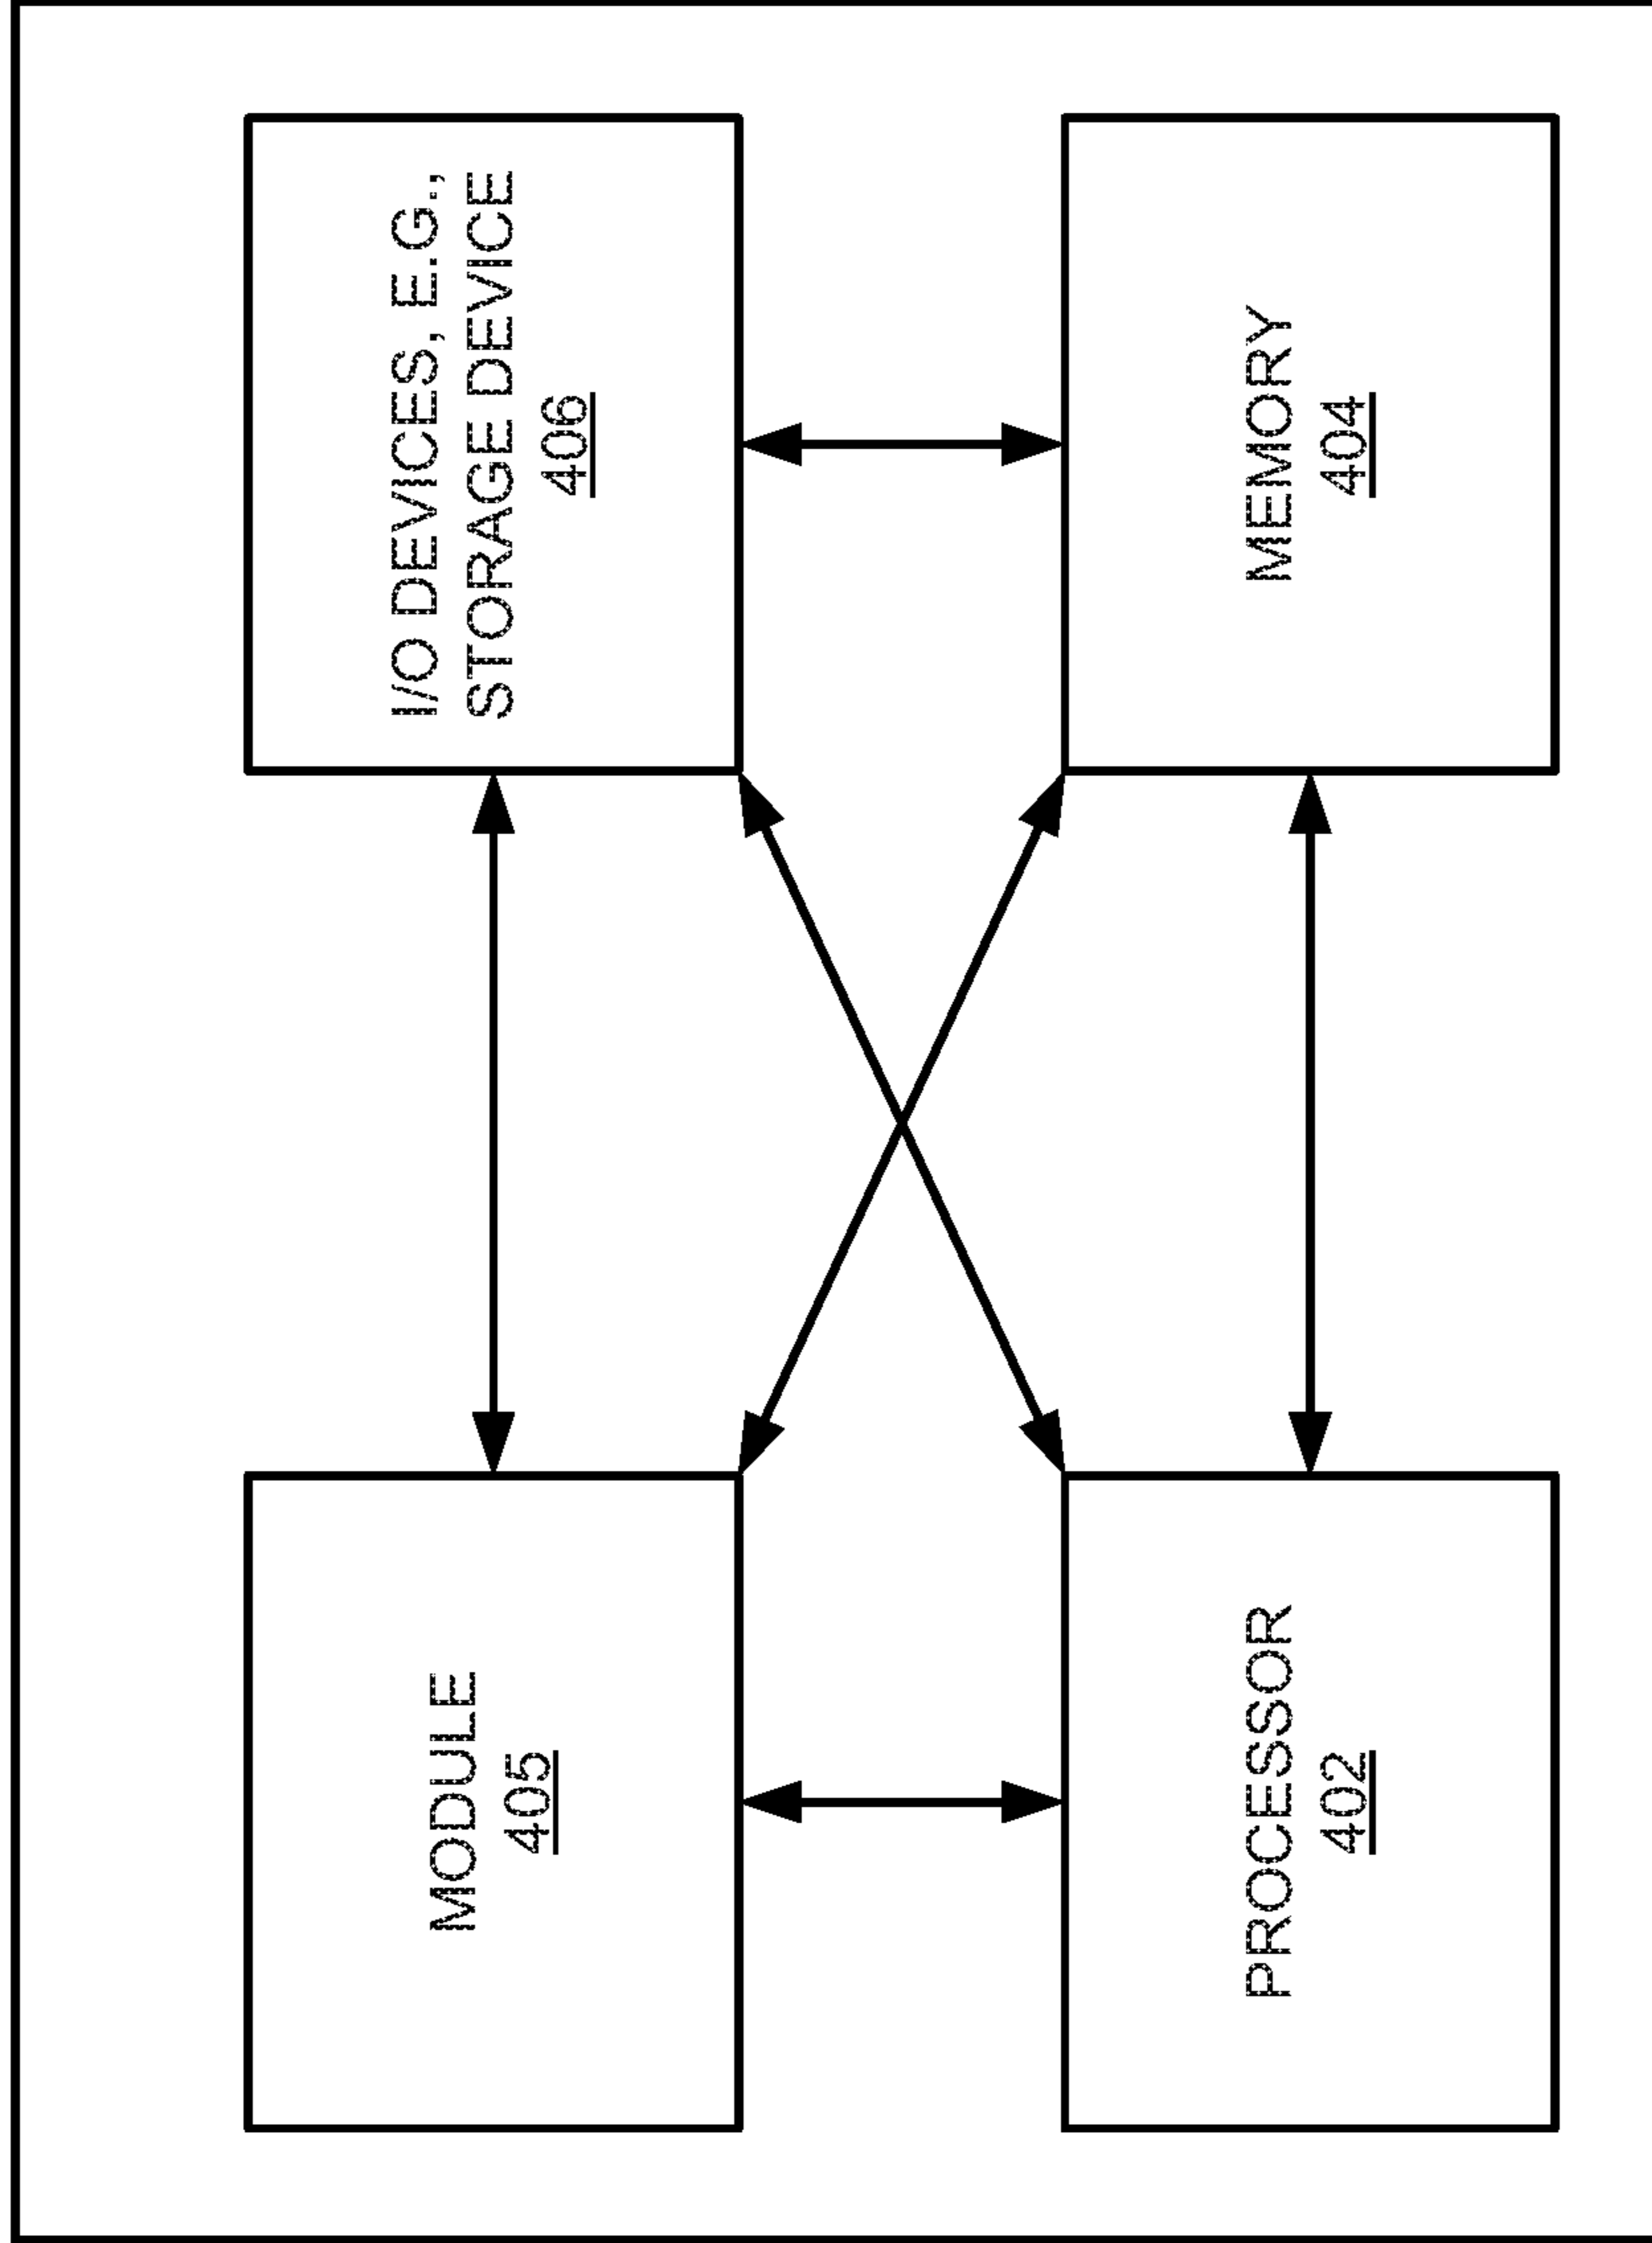 MODULE
405
I/O DEVICES, E.G.,
STORAGE DEVICE
406
PROCESSOR
402
MEMORY
404